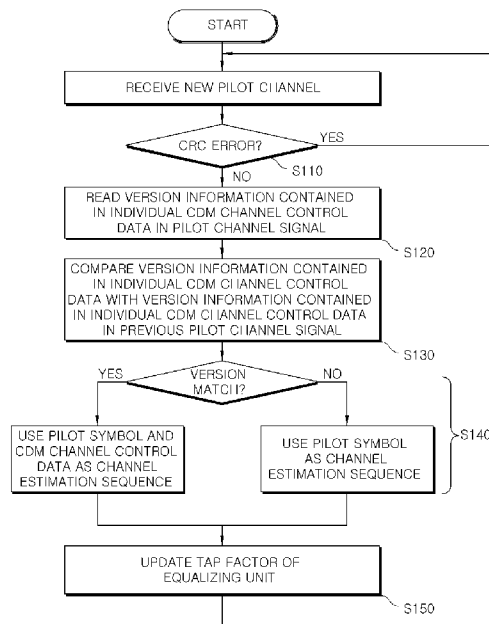 START
RECEIVE NEW PILOT CHANNEL
CRC ERROR?
YES
S110
NO
READ VERSION INFORMATION CONTAINED
IN INDIVIDUAL CDM CHANNEL CONTROL
DATA IN PILOT CHANNEL SIGNAL
S120
COMPARE VERSION INFORMATION CONTAINED
IN INDIVIDUAL CDM CHANNEL CONTROL
DATA WITH VERSION INFORMATION CONTAINED
IN INDIVIDUAL CDM CHANNEL CONTROL DATA
IN PREVIOUS PILOT CHANNEL SIGNAL
S130
YES
VERSION
MATCH?
NO
USE PILOT SYMBOL AND
CDM CHANNEL CONTROL
DATA AS CHANNEL
ESTIMATION SEQUENCE
USE PILOT SYMBOL
AS CHANNEL
ESTIMATION SEQUENCE
S140
UPDATE TAP FACTOR OF
EQUALIZING UNIT
S150